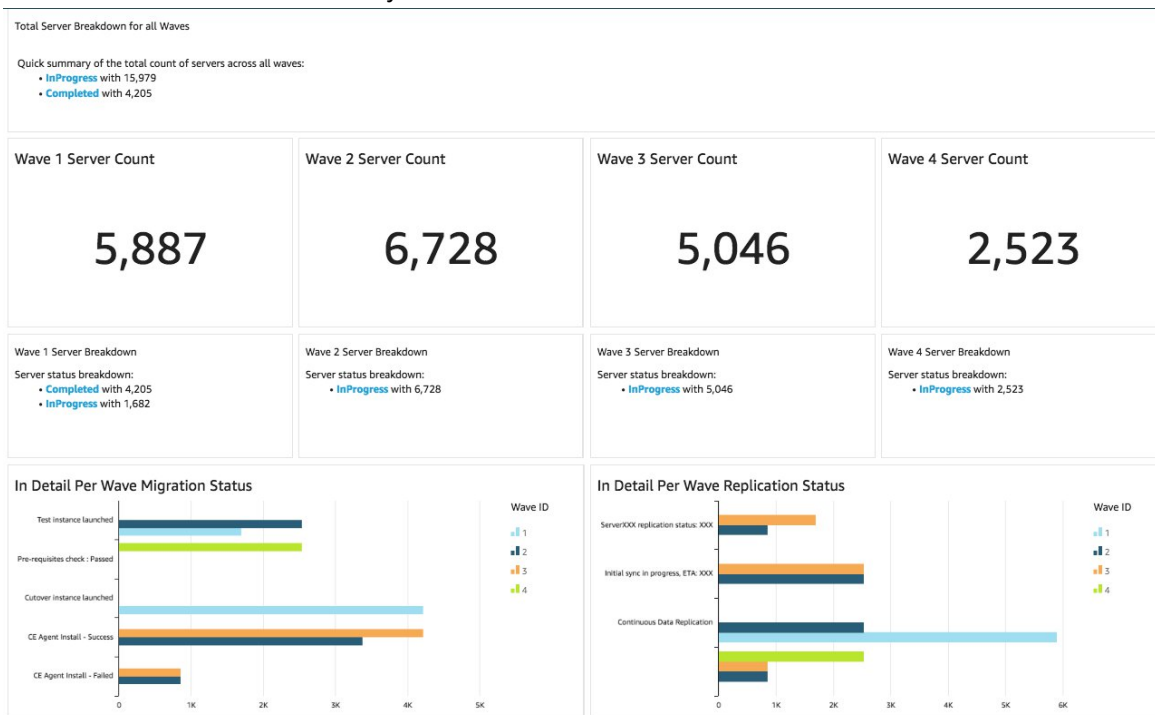 Total Server Breakdown for all Waves
Quick summary of the total count of servers across all waves:
• InProgress with 15,979
• Completed with 4,205
Wave 1 Server Count
5,887
Wave 2 Server Count
6,728
Wave 3 Server Count
5,046
Wave 4 Server Count
2,523
Wave 1 Server Breakdown
Server status breakdown:
• Completed with 4,205
• InProgress with 1,682
Wave 2 Server Breakdown
Server status breakdown:
• InProgress with 6,728
Wave 3 Server Breakdown
Server status breakdown:
• InProgress with 5,046
Wave 4 Server Breakdown
Server status breakdown:
• InProgress with 2,523
In Detail Per Wave Migration Status
Test instance launched
Pre-requisites check : Passed
Cutover instance launched
CE Agent Install - Success
CE Agent Install - Failed
0 1K 2K 3K 4K 5K
Wave ID
1
2
3
4
In Detail Per Wave Replication Status
ServerXXX replication status: XXX
Initial sync in progress, ETA: XXX
Continuous Data Replication
0 1K 2K 3K 4K 5K 6K
Wave ID
1
2
3
4